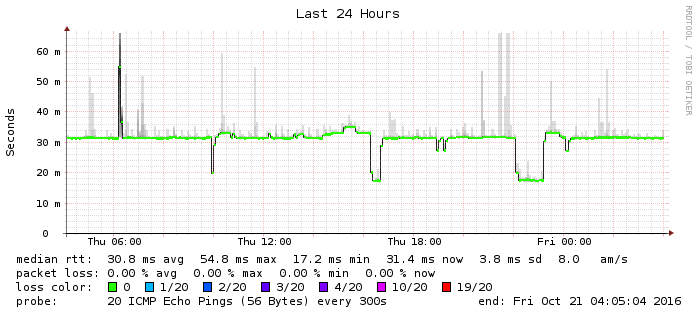 Last 24 Hours
RRDTOOL / TOBI OETIKER
Seconds
60 m
50 m
40 m
30 m
20 m
10 m
0
Thu 06:00 Thu 12:00 Thu 18:00 Fri 00:00
median rtt: 30.8 ms avg 54.8 ms max 17.2 ms min 31.4 ms now 3.8 ms sd 8.0 am/s
packet loss: 0.00 % avg 0.00 % max 0.00 % min 0.00 % now
loss color: 0 1/20 2/20 3/20 4/20 10/20 19/20
probe: 20 ICMP Echo Pings (56 Bytes) every 300s end: Fri Oct 21 04:05:04 2016